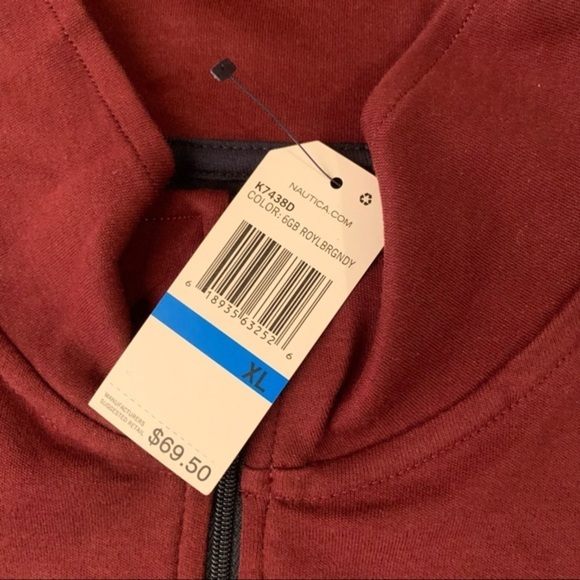 NAUTICA.COM
K7438D
COLOR: 6GB ROYLBRGNDY
6 18935 63252 6
XL
MANUFACTURERS
SUGGESTED RETAIL
$69.50